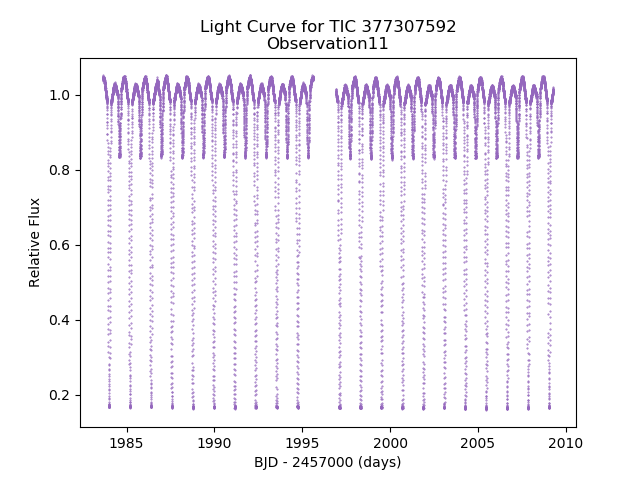 Light Curve for TIC 377307592
Observation11
Relative Flux
1.0
0.8
0.6
0.4
0.2
1985
1990
1995
2000
2005
2010
BJD - 2457000 (days)